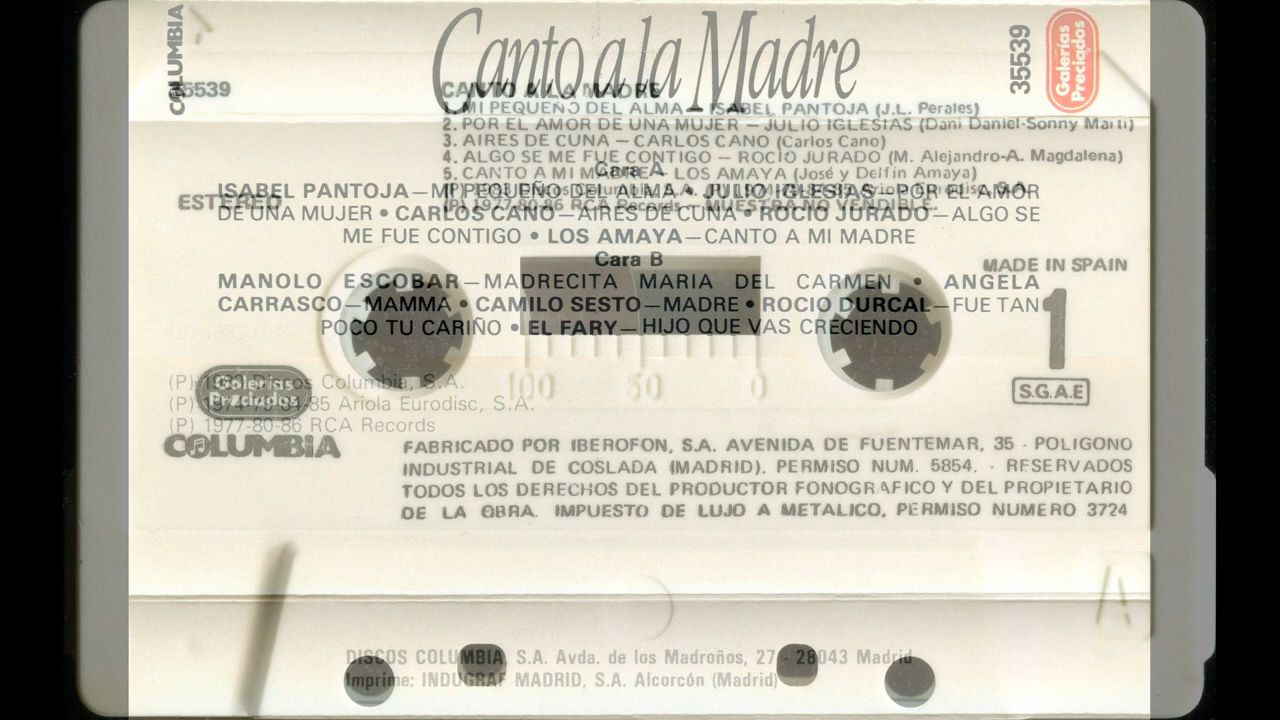 COLUMBIA
Canto a la Madre
35539
Galerías Preciados
35539
CANTO A LA MADRE
1. MI PEQUEÑO DEL ALMA — ISABEL PANTOJA (J.L. Perales)
2. POR EL AMOR DE UNA MUJER — JULIO IGLESIAS (Dani Daniel-Sonny Marti)
3. AIRES DE CUNA — CARLOS CANO (Carlos Cano)
4. ALGO SE ME FUE CONTIGO — ROCIO JURADO (M. Alejandro-A. Magdalena)
5. CANTO A MI MADRE — LOS AMAYA (José y Delfín Amaya)
(P) 1977-80-86 RCA Records — MUESTRA NO VENDIBLE.
ESTEREO
Cara A
ISABEL PANTOJA—MI PEQUEÑO DEL ALMA • JULIO IGLESIAS—POR EL AMOR
DE UNA MUJER • CARLOS CANO—AIRES DE CUNA • ROCIO JURADO—ALGO SE
ME FUE CONTIGO • LOS AMAYA—CANTO A MI MADRE
Cara B
MANOLO ESCOBAR—MADRECITA MARIA DEL CARMEN • ANGELA
CARRASCO—MAMMA • CAMILO SESTO—MADRE • ROCIO DURCAL—FUE TAN
POCO TU CARIÑO • EL FARY—HIJO QUE VAS CRECIENDO
MADE IN SPAIN
1
S.G.A.E
100 50 0
(P) Discos Columbia, S.A.
(P) 85 Ariola Eurodisc, S.A.
(P) 1977-80-86 RCA Records
Galerías Preciados
COLUMBIA
FABRICADO POR IBEROFON, S.A. AVENIDA DE FUENTEMAR, 35 · POLIGONO
INDUSTRIAL DE COSLADA (MADRID). PERMISO NUM. 5854. · RESERVADOS
TODOS LOS DERECHOS DEL PRODUCTOR FONOGRAFICO Y DEL PROPIETARIO
DE LA OBRA. IMPUESTO DE LUJO A METALICO, PERMISO NUMERO 3724
A
DISCOS COLUMBIA, S.A. Avda. de los Madroños, 27 - 28043 Madrid
Imprime: INDUGRAF MADRID, S.A. Alcorcón (Madrid)